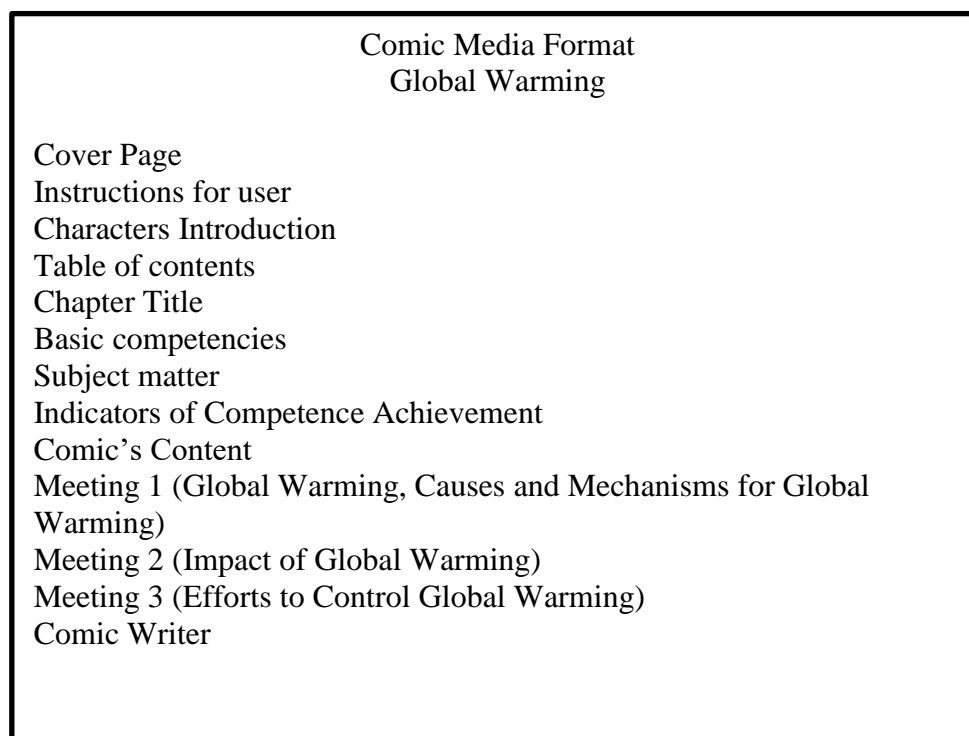 Comic Media Format
Global Warming
Cover Page
Instructions for user
Characters Introduction
Table of contents
Chapter Title
Basic competencies
Subject matter
Indicators of Competence Achievement
Comic’s Content
Meeting 1 (Global Warming, Causes and Mechanisms for Global
Warming)
Meeting 2 (Impact of Global Warming)
Meeting 3 (Efforts to Control Global Warming)
Comic Writer